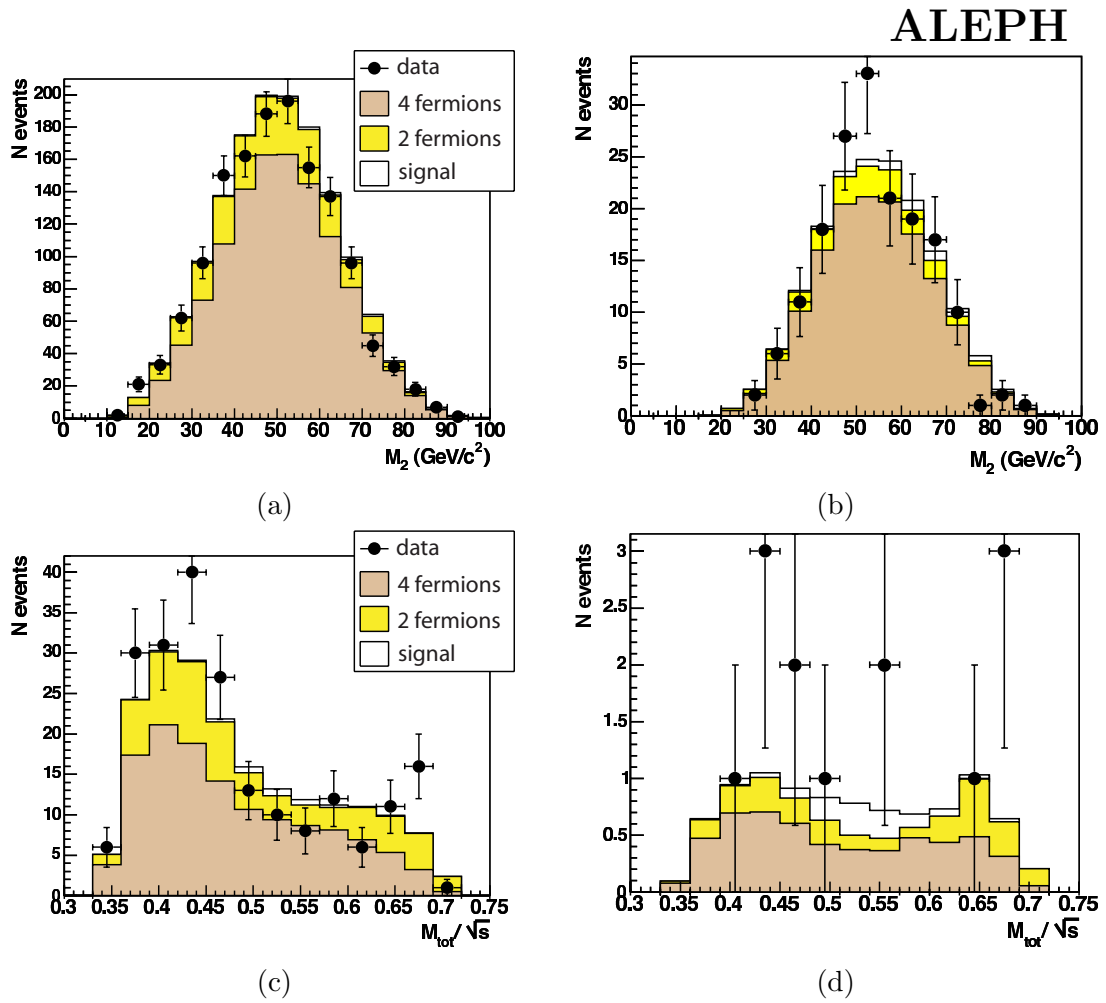 ALEPH
N events
200
180
160
140
120
100
80
60
40
20
0
0 10 20 30 40 50 60 70 80 90 100
M2 (GeV/c2)
data
4 fermions
2 fermions
signal
(a)
N events
30
25
20
15
10
5
0
0 10 20 30 40 50 60 70 80 90 100
M2 (GeV/c2)
(b)
N events
40
35
30
25
20
15
10
5
0
0.3 0.35 0.4 0.45 0.5 0.55 0.6 0.65 0.7 0.75
Mtot/ √s
data
4 fermions
2 fermions
signal
(c)
N events
3
2.5
2
1.5
1
0.5
0
0.3 0.35 0.4 0.45 0.5 0.55 0.6 0.65 0.7 0.75
Mtot/ √s
(d)